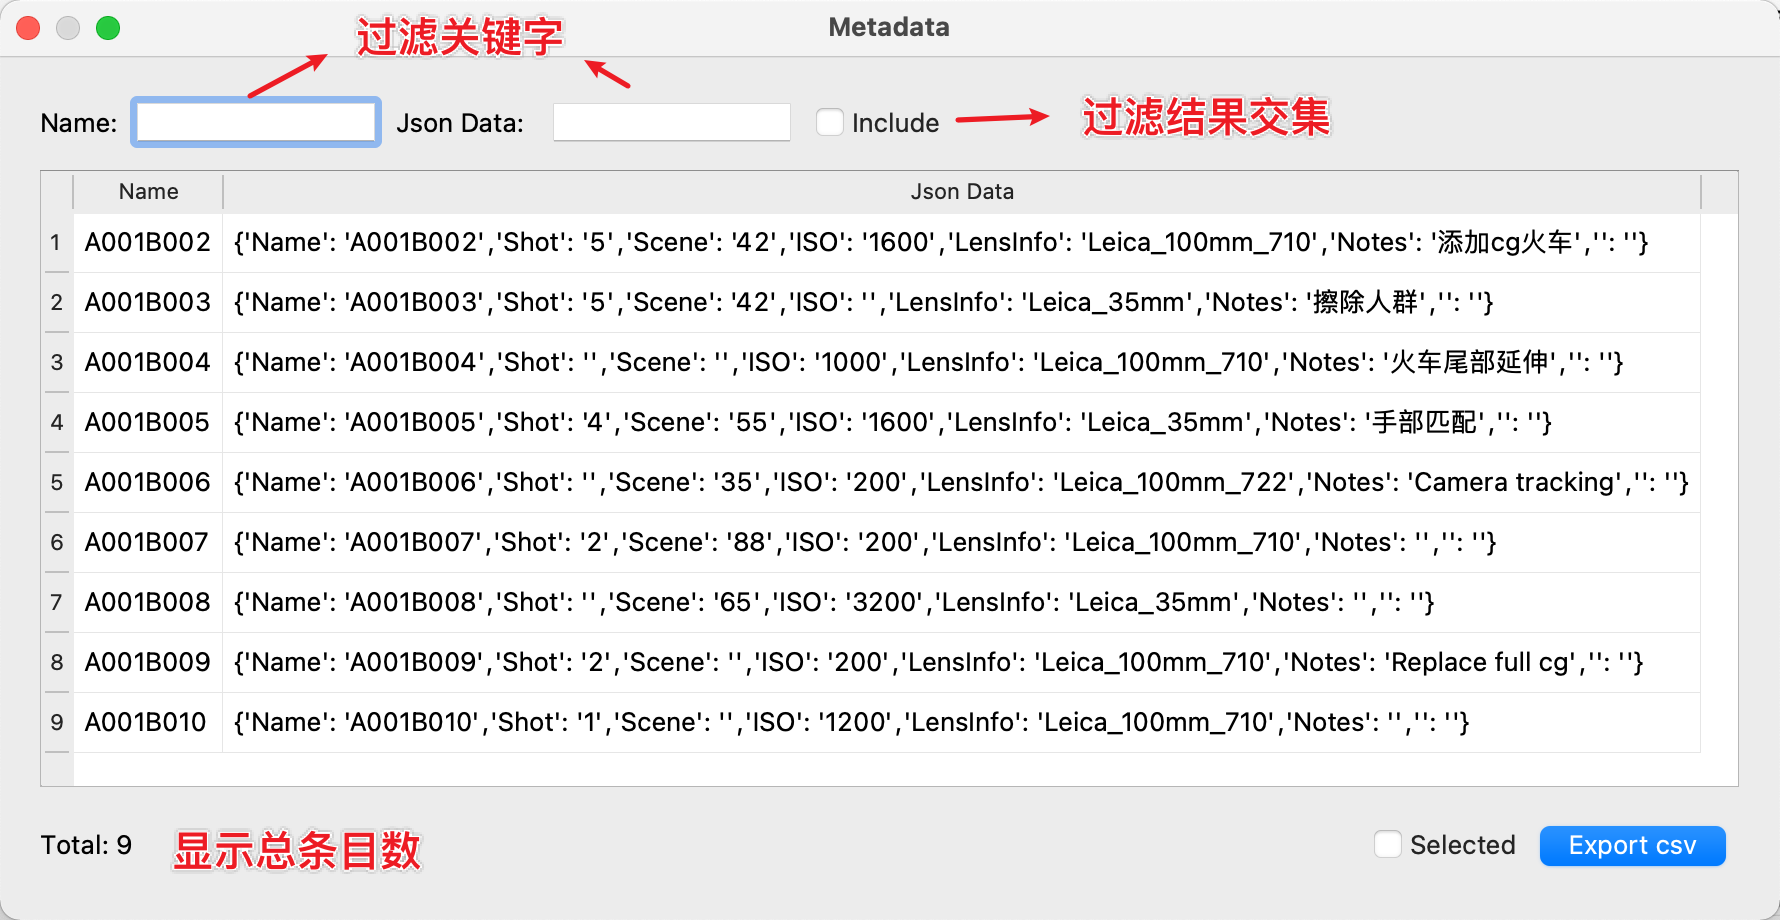 Metadata
过滤关键字
Name: Json Data: Include 过滤结果交集
Name Json Data
1 A001B002 {'Name': 'A001B002','Shot': '5','Scene': '42','ISO': '1600','LensInfo': 'Leica_100mm_710','Notes': '添加cg火车','': ''}
2 A001B003 {'Name': 'A001B003','Shot': '5','Scene': '42','ISO': '','LensInfo': 'Leica_35mm','Notes': '擦除人群','': ''}
3 A001B004 {'Name': 'A001B004','Shot': '','Scene': '','ISO': '1000','LensInfo': 'Leica_100mm_710','Notes': '火车尾部延伸','': ''}
4 A001B005 {'Name': 'A001B005','Shot': '4','Scene': '55','ISO': '1600','LensInfo': 'Leica_35mm','Notes': '手部匹配','': ''}
5 A001B006 {'Name': 'A001B006','Shot': '','Scene': '35','ISO': '200','LensInfo': 'Leica_100mm_722','Notes': 'Camera tracking','': ''}
6 A001B007 {'Name': 'A001B007','Shot': '2','Scene': '88','ISO': '200','LensInfo': 'Leica_100mm_710','Notes': '','': ''}
7 A001B008 {'Name': 'A001B008','Shot': '','Scene': '65','ISO': '3200','LensInfo': 'Leica_35mm','Notes': '','': ''}
8 A001B009 {'Name': 'A001B009','Shot': '2','Scene': '','ISO': '200','LensInfo': 'Leica_100mm_710','Notes': 'Replace full cg','': ''}
9 A001B010 {'Name': 'A001B010','Shot': '1','Scene': '','ISO': '1200','LensInfo': 'Leica_100mm_710','Notes': '','': ''}
Total: 9 显示总条目数 Selected Export csv